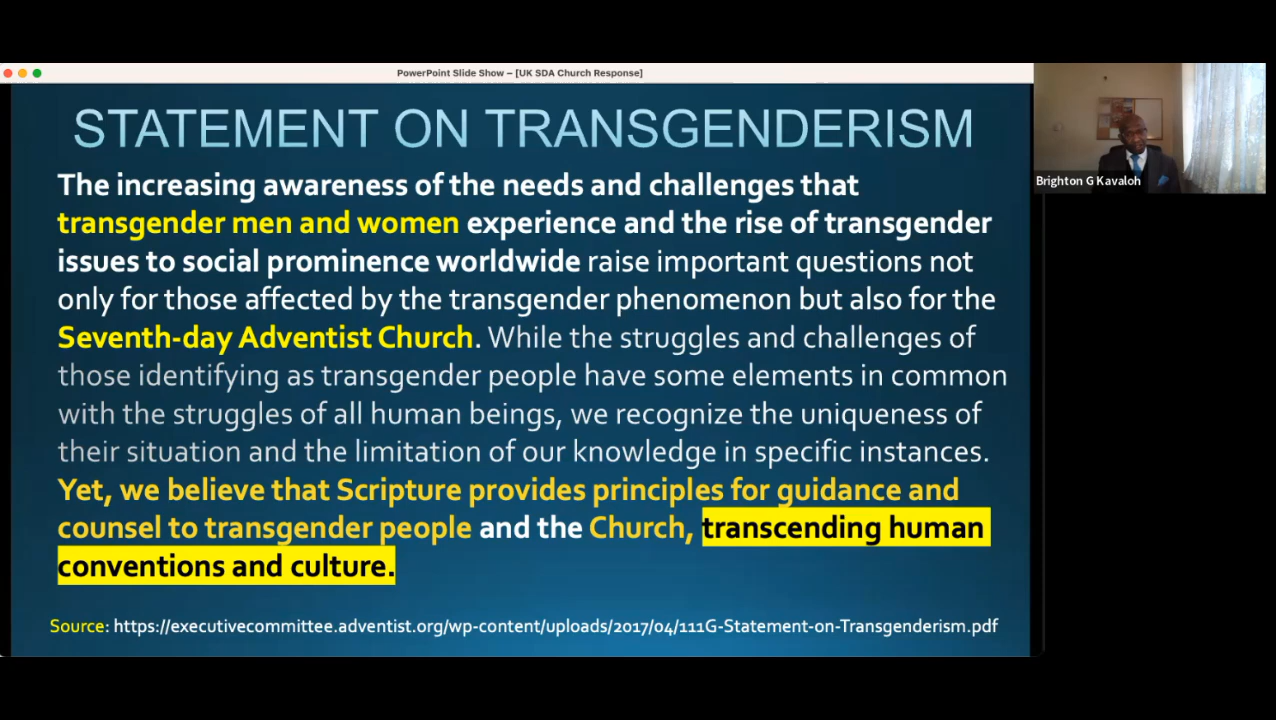 PowerPoint Slide Show – [UK SDA Church Response]
STATEMENT ON TRANSGENDERISM
The increasing awareness of the needs and challenges that
transgender men and women experience and the rise of transgender
issues to social prominence worldwide raise important questions not
only for those affected by the transgender phenomenon but also for the
Seventh-day Adventist Church. While the struggles and challenges of
those identifying as transgender people have some elements in common
with the struggles of all human beings, we recognize the uniqueness of
their situation and the limitation of our knowledge in specific instances.
Yet, we believe that Scripture provides principles for guidance and
counsel to transgender people and the Church, transcending human
conventions and culture.
Source: https://executivecommittee.adventist.org/wp-content/uploads/2017/04/111G-Statement-on-Transgenderism.pdf
Brighton G Kavaloh